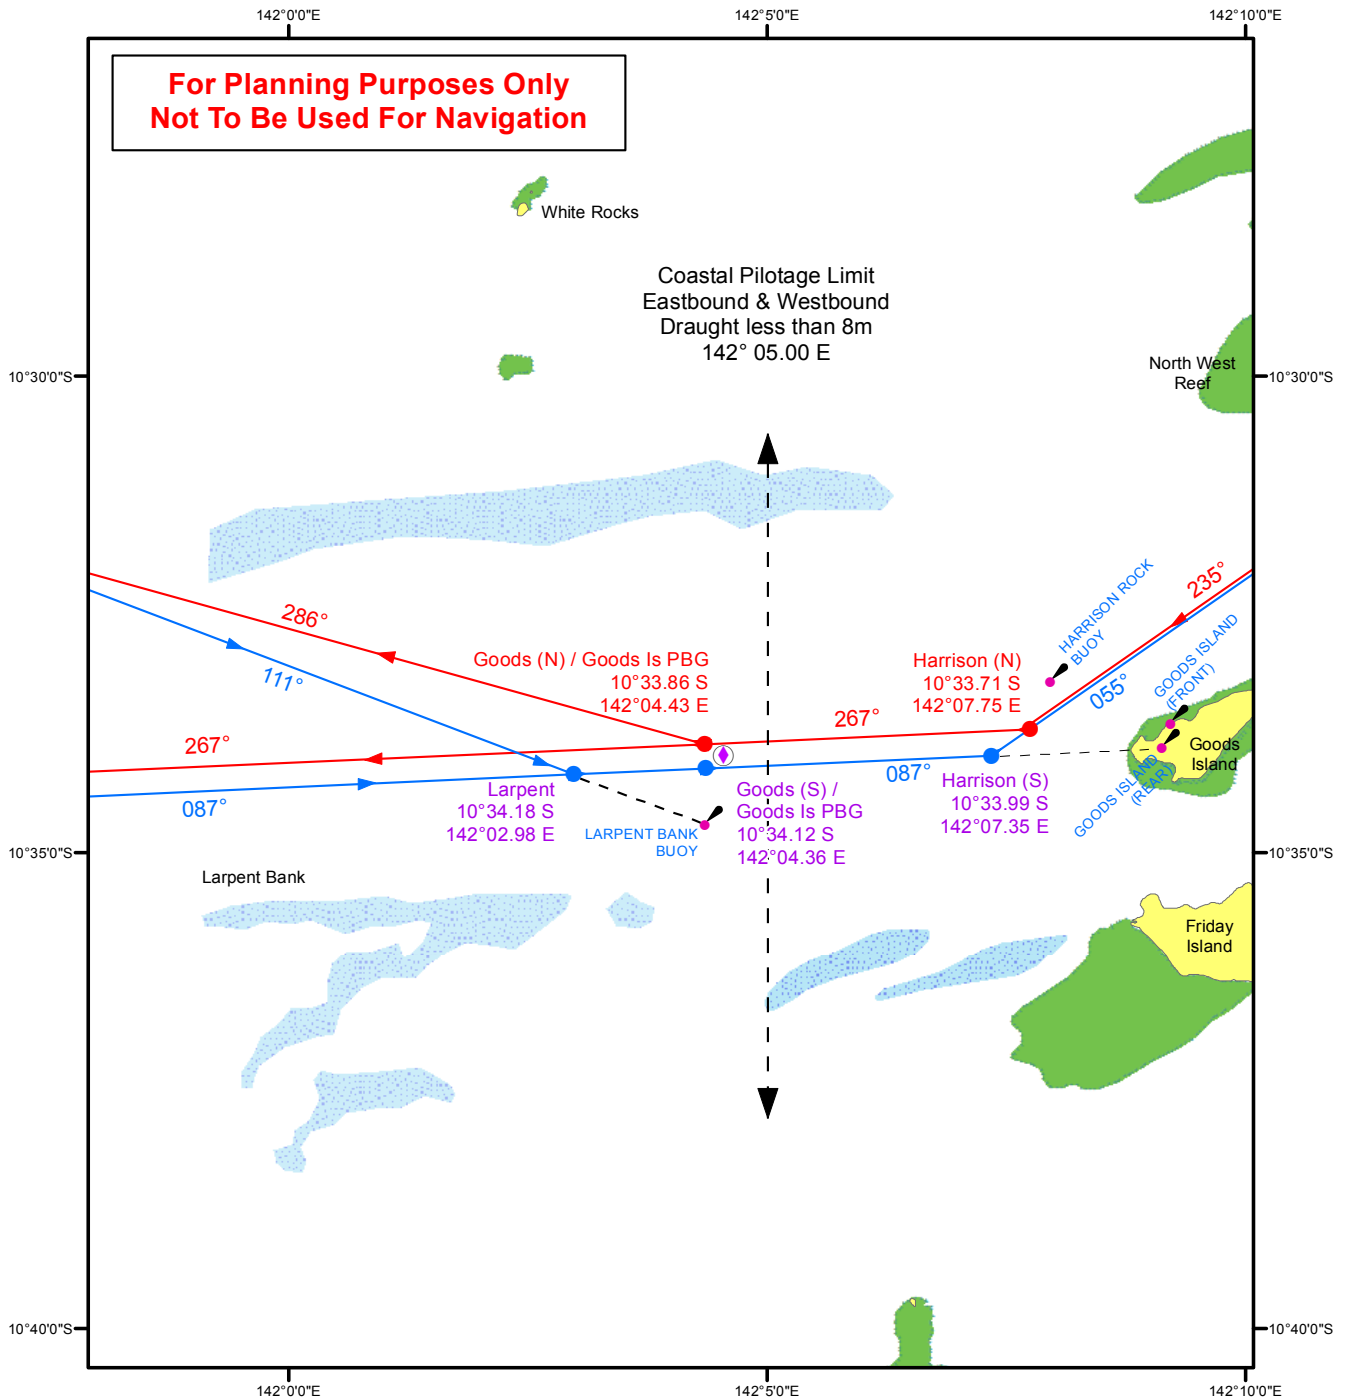 142°0'0"E
142°5'0"E
142°10'0"E
For Planning Purposes Only
Not To Be Used For Navigation
White Rocks
Coastal Pilotage Limit
Eastbound & Westbound
Draught less than 8m
142° 05.00 E
North West
Reef
10°30'0"S
10°30'0"S
HARRISON ROCK
BUOY
235°
055°
GOODS ISLAND
(FRONT)
286°
111°
Goods (N) / Goods Is PBG
10°33.86 S
142°04.43 E
Harrison (N)
10°33.71 S
142°07.75 E
267°
267°
087°
087°
Goods
Island
GOODS ISLAND
(REAR)
Larpent
10°34.18 S
142°02.98 E
LARPENT BANK
BUOY
Goods (S) /
Goods Is PBG
10°34.12 S
142°04.36 E
Harrison (S)
10°33.99 S
142°07.35 E
10°35'0"S
10°35'0"S
Larpent Bank
Friday
Island
10°40'0"S
10°40'0"S
142°0'0"E
142°5'0"E
142°10'0"E